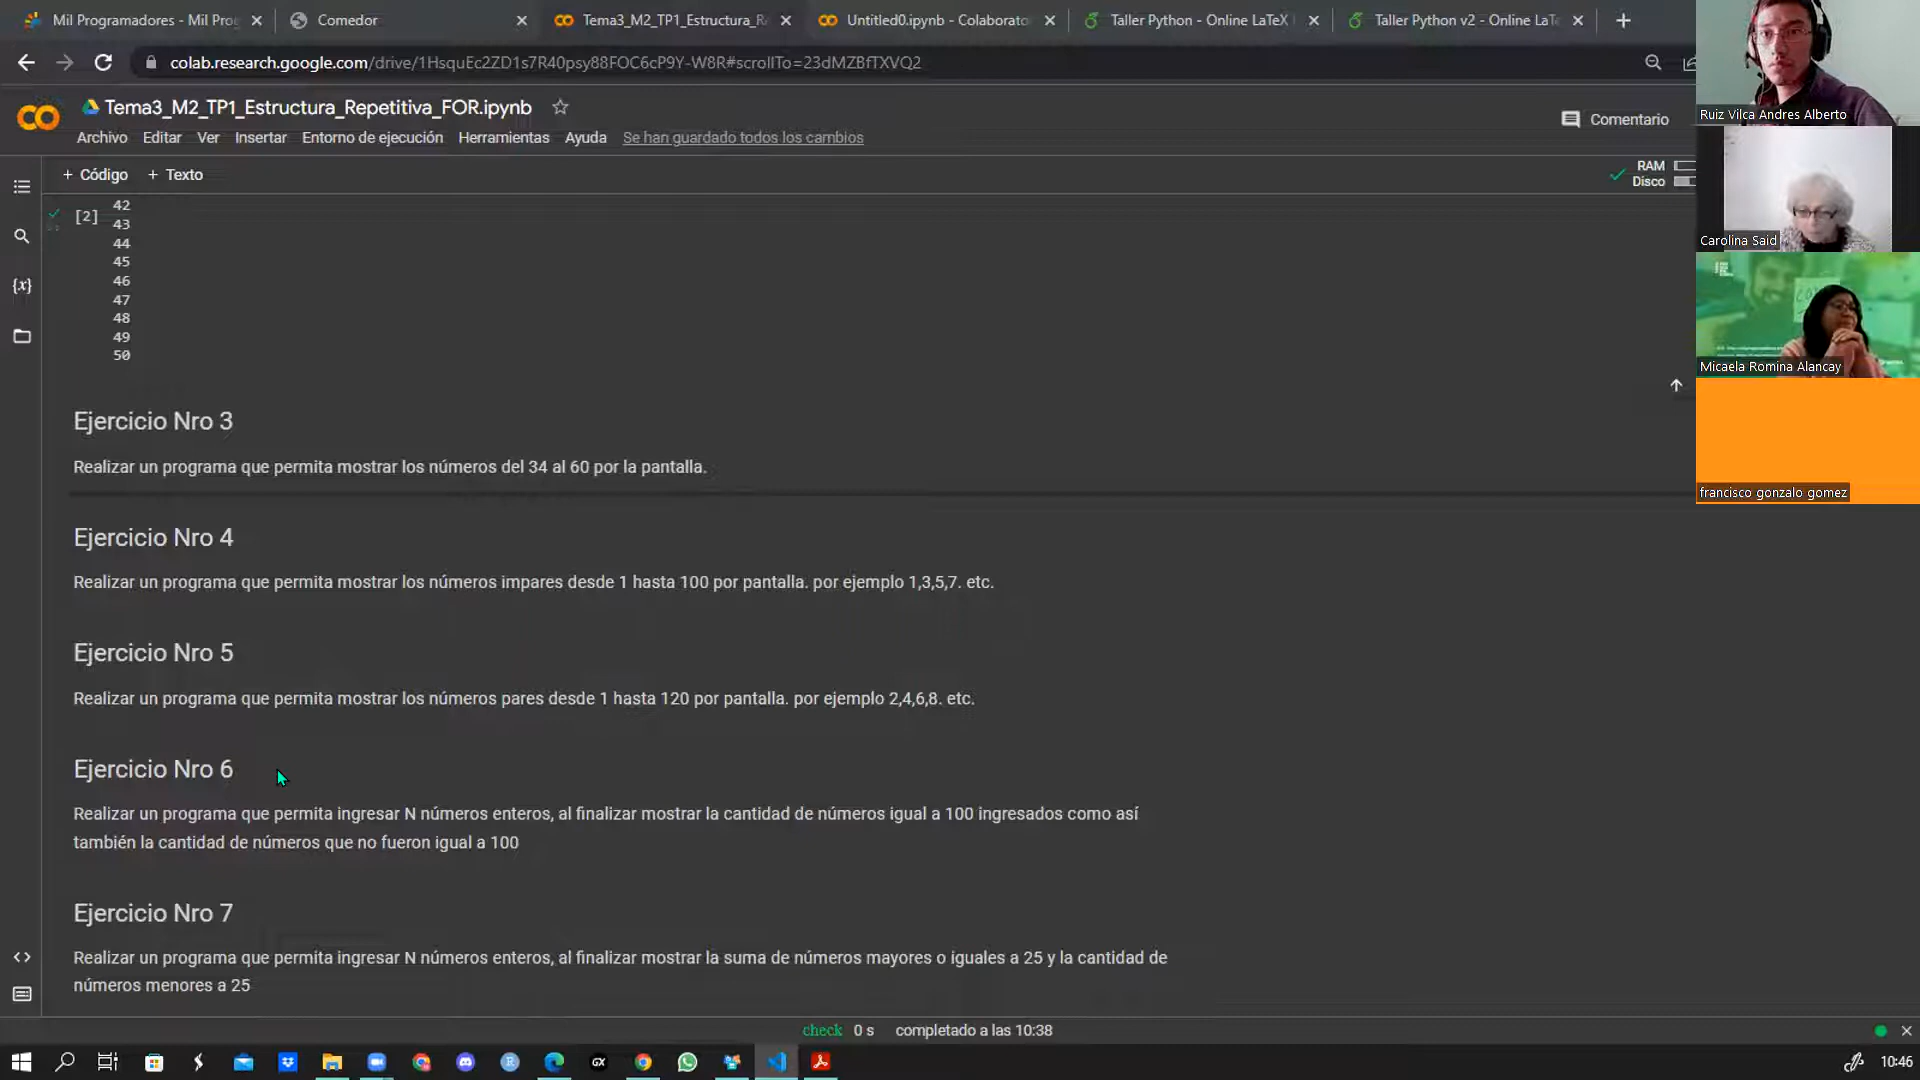 Mil Programadores - Mil Pro
Comedor
Tema3_M2_TP1_Estructura_R
Untitled0.ipynb - Colaborato
Taller Python - Online LaTeX
Taller Python v2 - Online LaT
colab.research.google.com/drive/1HsquEc2ZD1s7R40psy88FOC6cP9Y-W8R#scrollTo=23dMZBfTXVQ2
Tema3_M2_TP1_Estructura_Repetitiva_FOR.ipynb
Comentario
Archivo Editar Ver Insertar Entorno de ejecución Herramientas Ayuda Se han guardado todos los cambios
+ Código + Texto
RAM
Disco
[2]
42
43
44
45
46
47
48
49
50
Ejercicio Nro 3
Realizar un programa que permita mostrar los números del 34 al 60 por la pantalla.
Ejercicio Nro 4
Realizar un programa que permita mostrar los números impares desde 1 hasta 100 por pantalla. por ejemplo 1,3,5,7. etc.
Ejercicio Nro 5
Realizar un programa que permita mostrar los números pares desde 1 hasta 120 por pantalla. por ejemplo 2,4,6,8. etc.
Ejercicio Nro 6
Realizar un programa que permita ingresar N números enteros, al finalizar mostrar la cantidad de números igual a 100 ingresados como así
también la cantidad de números que no fueron igual a 100
Ejercicio Nro 7
Realizar un programa que permita ingresar N números enteros, al finalizar mostrar la suma de números mayores o iguales a 25 y la cantidad de
números menores a 25
check 0 s completado a las 10:38
10:46
Ruiz Vilca Andres Alberto
Carolina Said
Micaela Romina Alancay
francisco gonzalo gomez